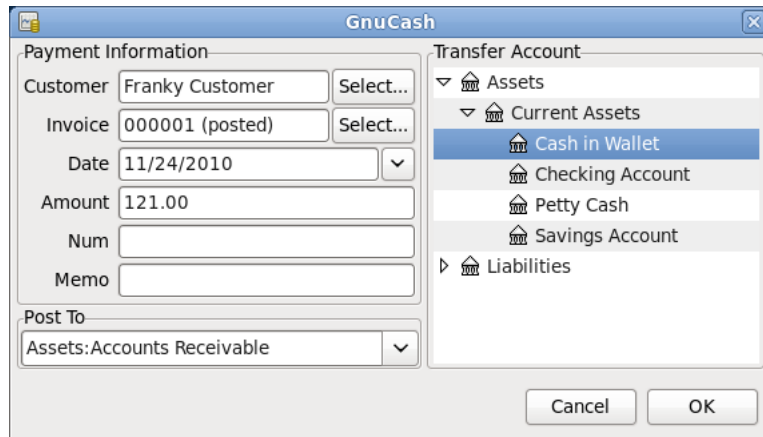 GnuCash
Payment Information
Customer Franky Customer Select...
Invoice 000001 (posted) Select...
Date 11/24/2010
Amount 121.00
Num
Memo
Post To
Assets:Accounts Receivable
Transfer Account
Assets
Current Assets
Cash in Wallet
Checking Account
Petty Cash
Savings Account
Liabilities
Cancel OK